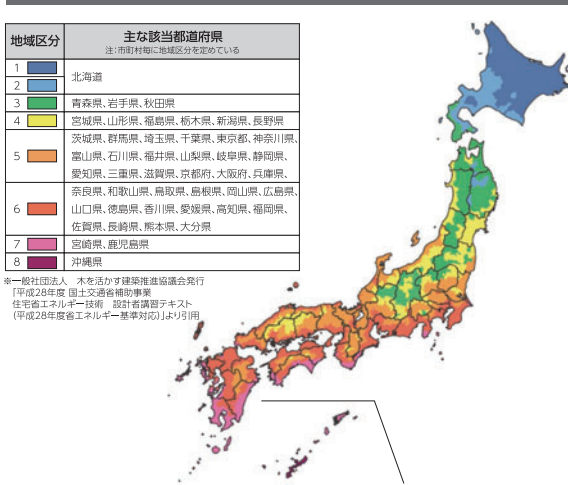 地域区分 主な該当都道府県
注:市町村毎に地域区分を定めている
1
北海道
2
3 青森県、岩手県、秋田県
4 宮城県、山形県、福島県、栃木県、新潟県、長野県
茨城県、群馬県、埼玉県、千葉県、東京都、神奈川県、
5 富山県、石川県、福井県、山梨県、岐阜県、静岡県、
愛知県、三重県、滋賀県、京都府、大阪府、兵庫県、
奈良県、和歌山県、鳥取県、島根県、岡山県、広島県、
6 山口県、徳島県、香川県、愛媛県、高知県、福岡県、
佐賀県、長崎県、熊本県、大分県
7 宮崎県、鹿児島県
8 沖縄県
※一般社団法人 木を活かす建築推進協議会発行
「平成28年度 国土交通省補助事業
住宅省エネルギー技術 設計者講習テキスト
(平成28年度省エネルギー基準対応)」より引用